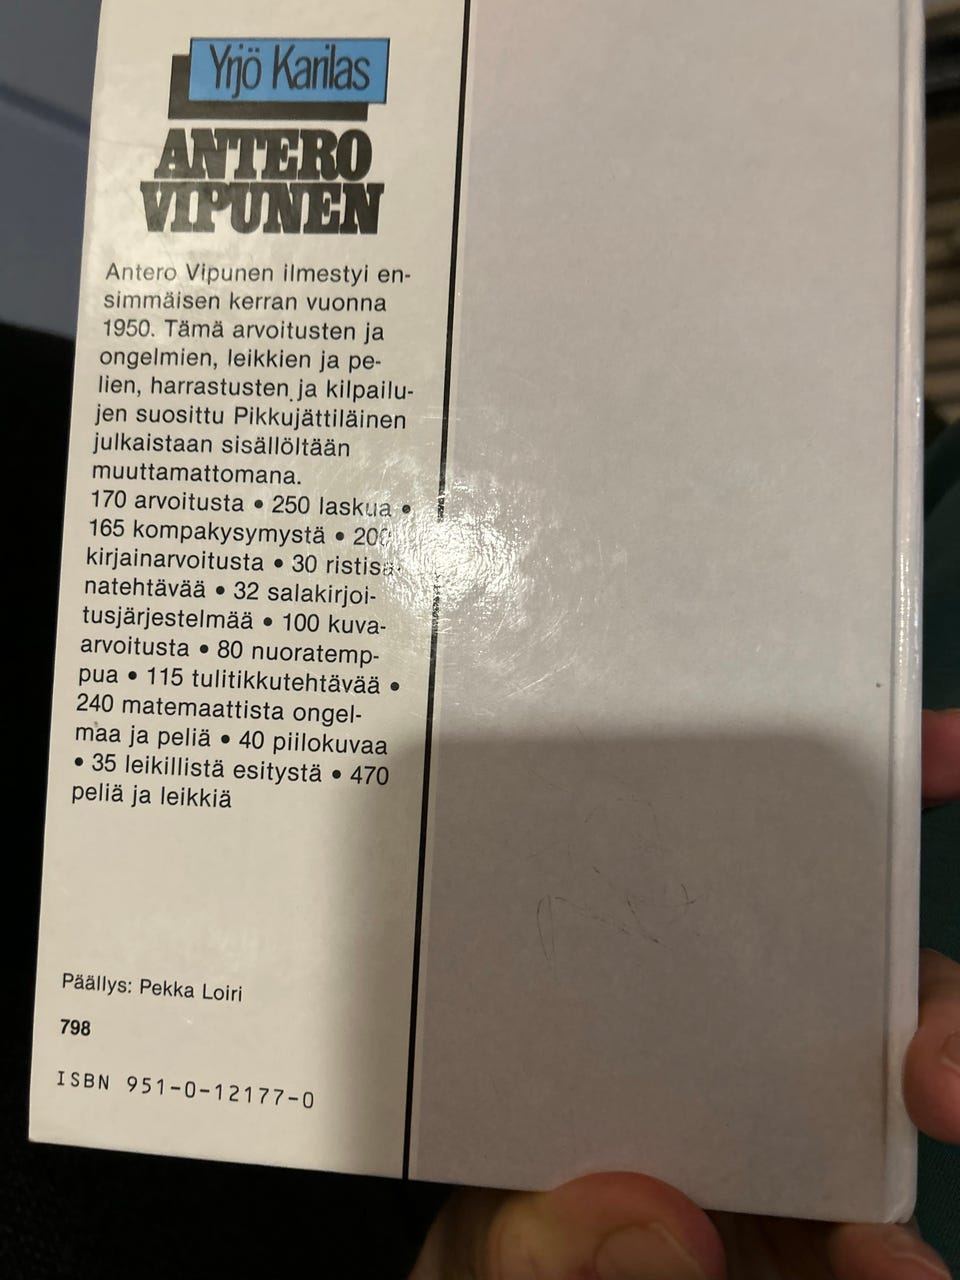 Yrjö Karilas
ANTERO
VIPUNEN
Antero Vipunen ilmestyi en-
simmäisen kerran vuonna
1950. Tämä arvoitusten ja
ongelmien, leikkien ja pe-
lien, harrastusten ja kilpailu-
jen suosittu Pikkujättiläinen
julkaistaan sisällöltään
muuttamattomana.
170 arvoitusta • 250 laskua •
165 kompakysymystä • 200
kirjainarvoitusta • 30 ristisa-
natehtävää • 32 salakirjoi-
tusjärjestelmää • 100 kuva-
arvoitusta • 80 nuoratemp-
pua • 115 tulitikkutehtävää •
240 matemaattista ongel-
maa ja peliä • 40 piilokuvaa
• 35 leikillistä esitystä • 470
peliä ja leikkiä
Päällys: Pekka Loiri
798
ISBN 951-0-12177-0